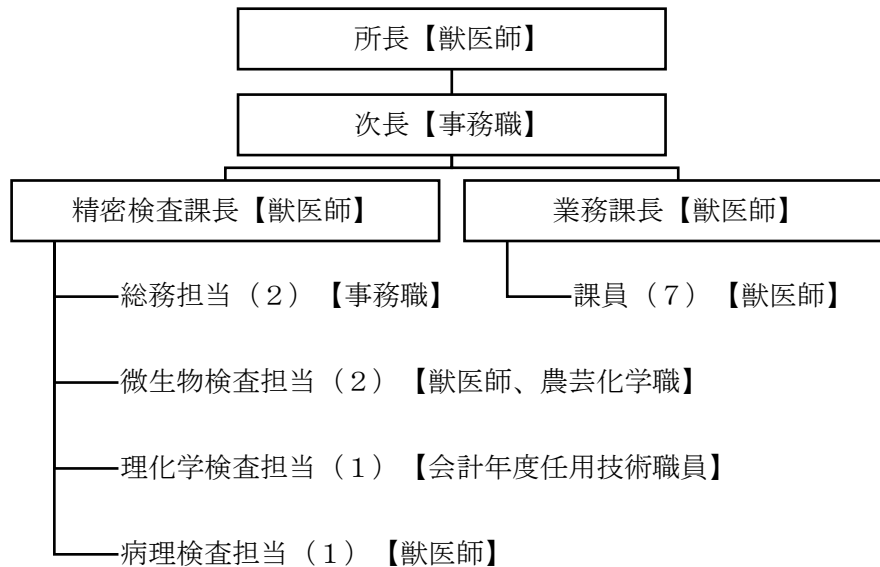 所長【獣医師】
次長【事務職】
精密検査課長【獣医師】
業務課長【獣医師】
総務担当(2)【事務職】
課員(7)【獣医師】
微生物検査担当(2)【獣医師、農芸化学職】
理化学検査担当(1)【会計年度任用技術職員】
病理検査担当(1)【獣医師】